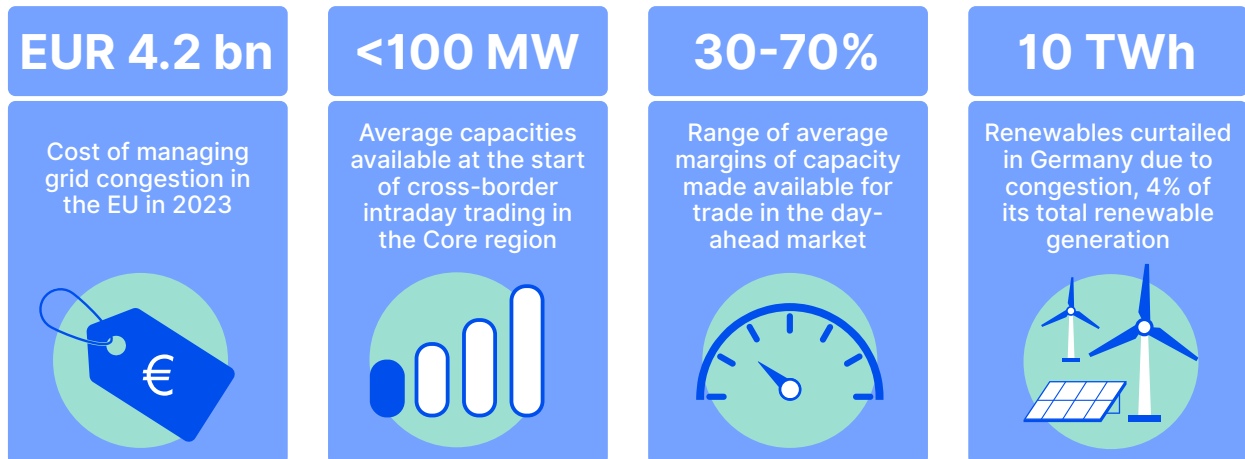 EUR 4.2 bn
Cost of managing
grid congestion in
the EU in 2023
€
<100 MW
Average capacities
available at the start
of cross-border
intraday trading in
the Core region
30-70%
Range of average
margins of capacity
made available for
trade in the day-
ahead market
10 TWh
Renewables curtailed
in Germany due to
congestion, 4% of
its total renewable
generation